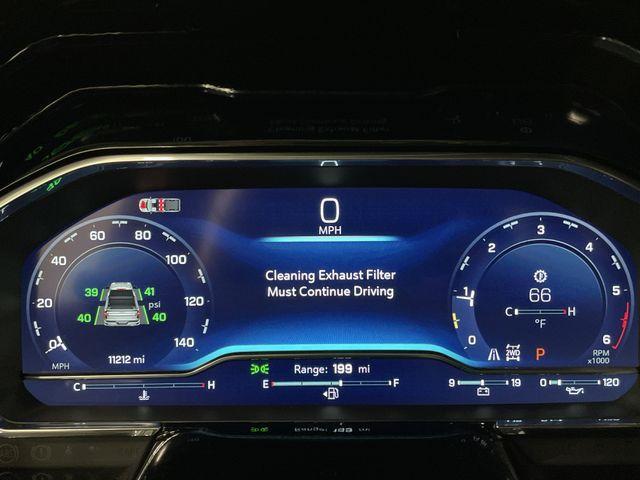 0
MPH
Cleaning Exhaust Filter
Must Continue Driving
0 20 40 60 80 100 120 140
MPH
39 41
psi
40 40
11212 mi
0 1 2 3 4 5 6
RPM
x1000
66
C H
°F
2WD P
Range: 199 mi
C H
E F
9 19
0 120